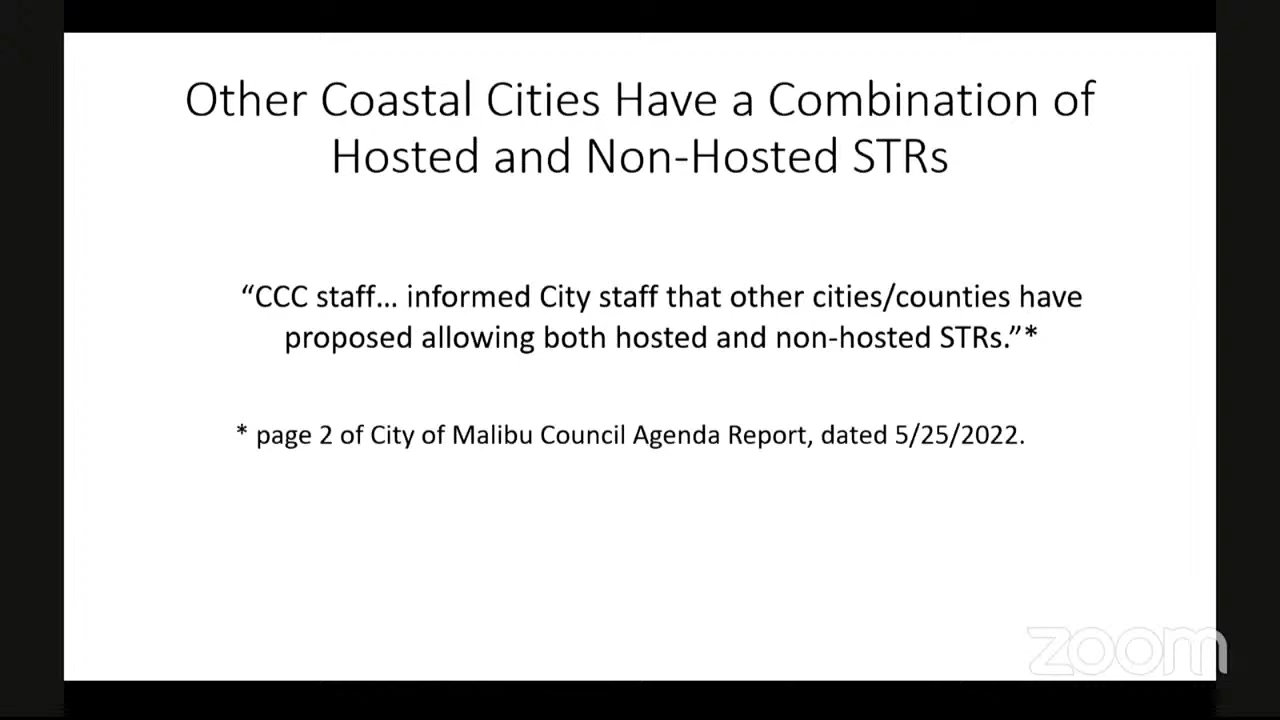 Other Coastal Cities Have a Combination of
Hosted and Non-Hosted STRs
“CCC staff... informed City staff that other cities/counties have
proposed allowing both hosted and non-hosted STRs.”*
* page 2 of City of Malibu Council Agenda Report, dated 5/25/2022.
zoom